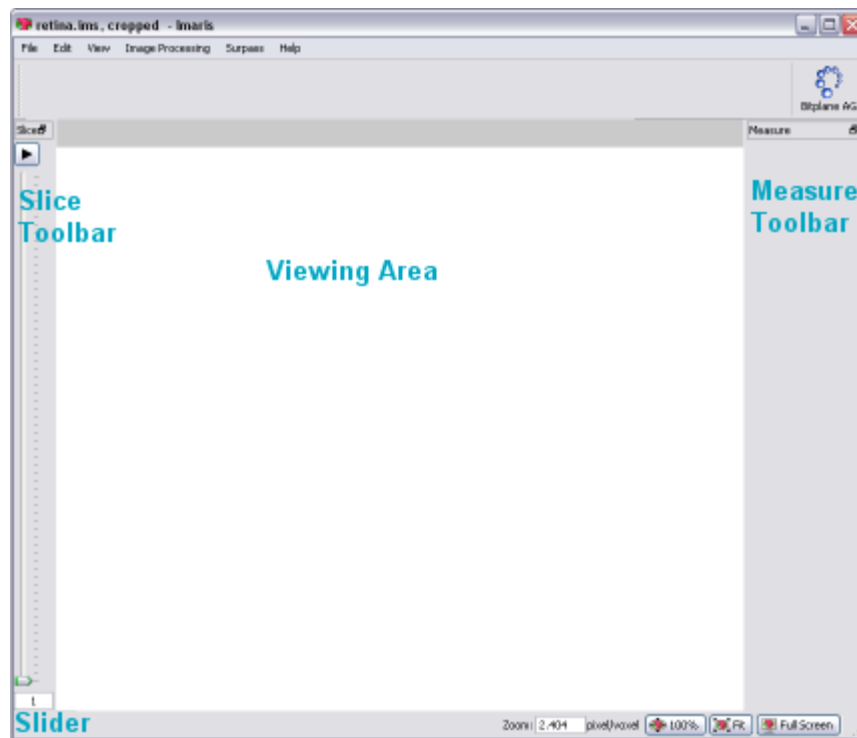 retina.ims, cropped - Imaris
File Edit View Image Processing Surpass Help
Bitplane AG
Slice
Measure
Slice
Toolbar
Measure
Toolbar
Viewing Area
1
Slider
Zoom: 2.404 pixel/voxel 100% Fit Full Screen